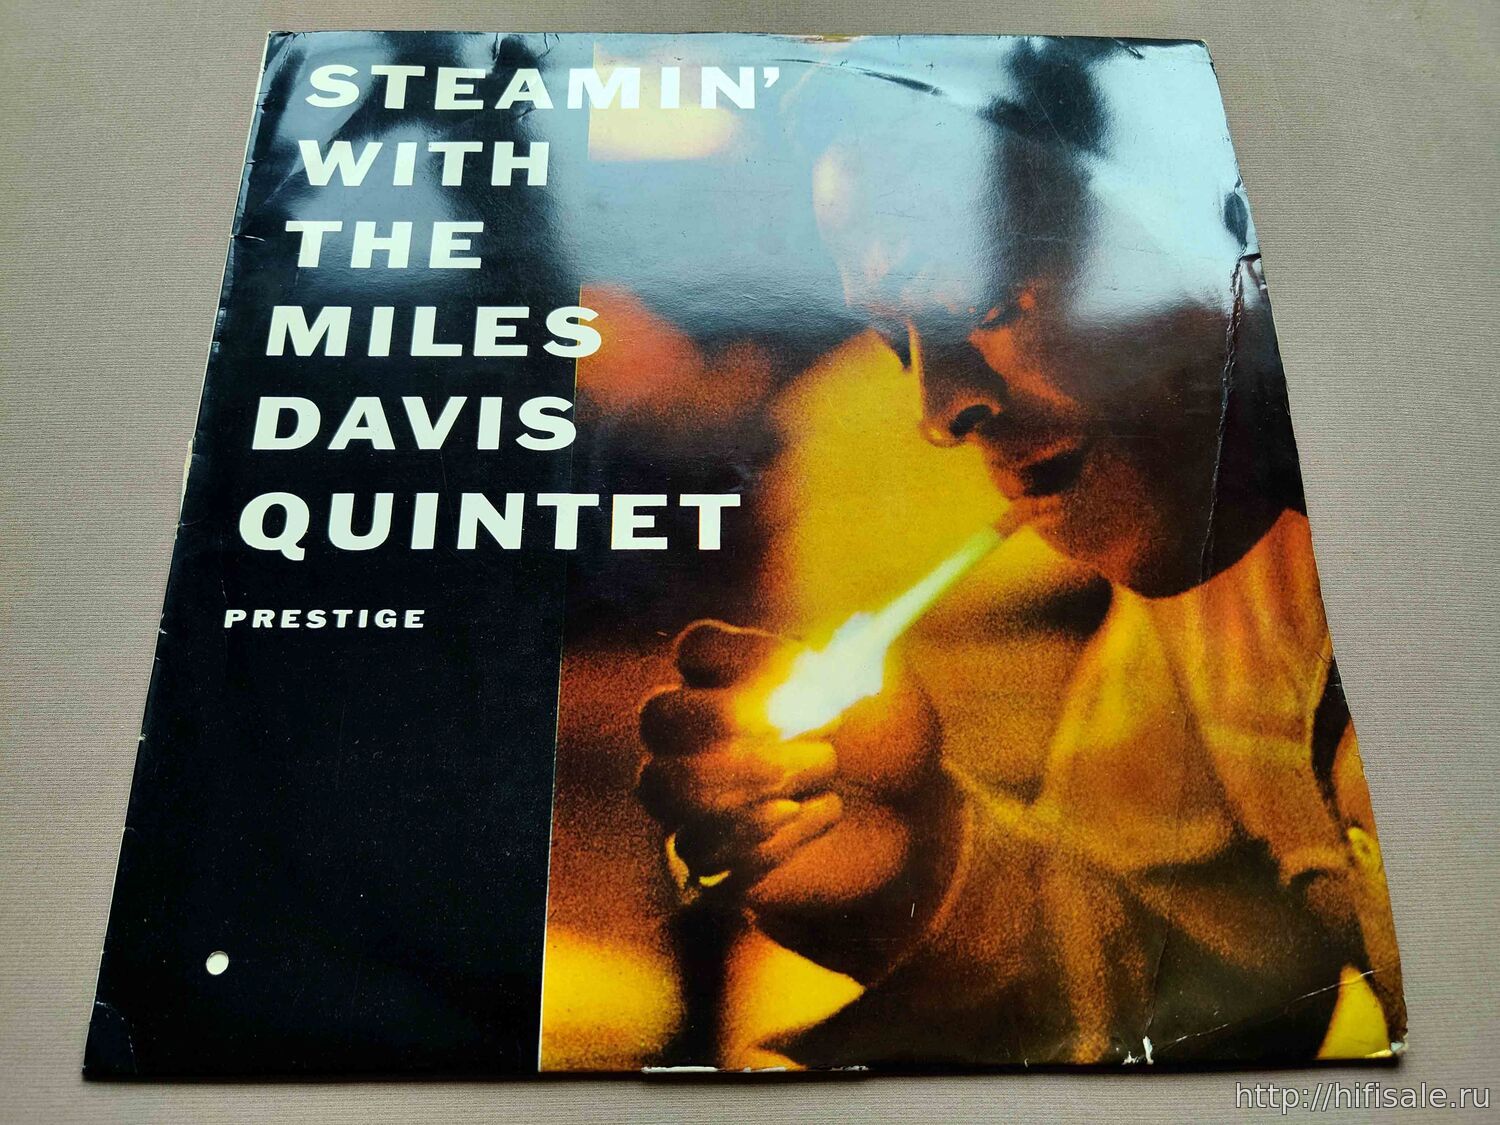 STEAMIN'
WITH
THE
MILES
DAVIS
QUINTET
PRESTIGE
http://hifisale.ru